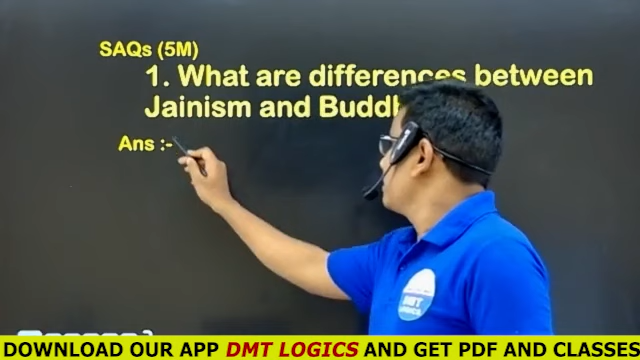 SAQs (5M)
1. What are differences between
Jainism and
Ans :-
DOWNLOAD OUR APP DMT LOGICS AND GET PDF AND CLASSES